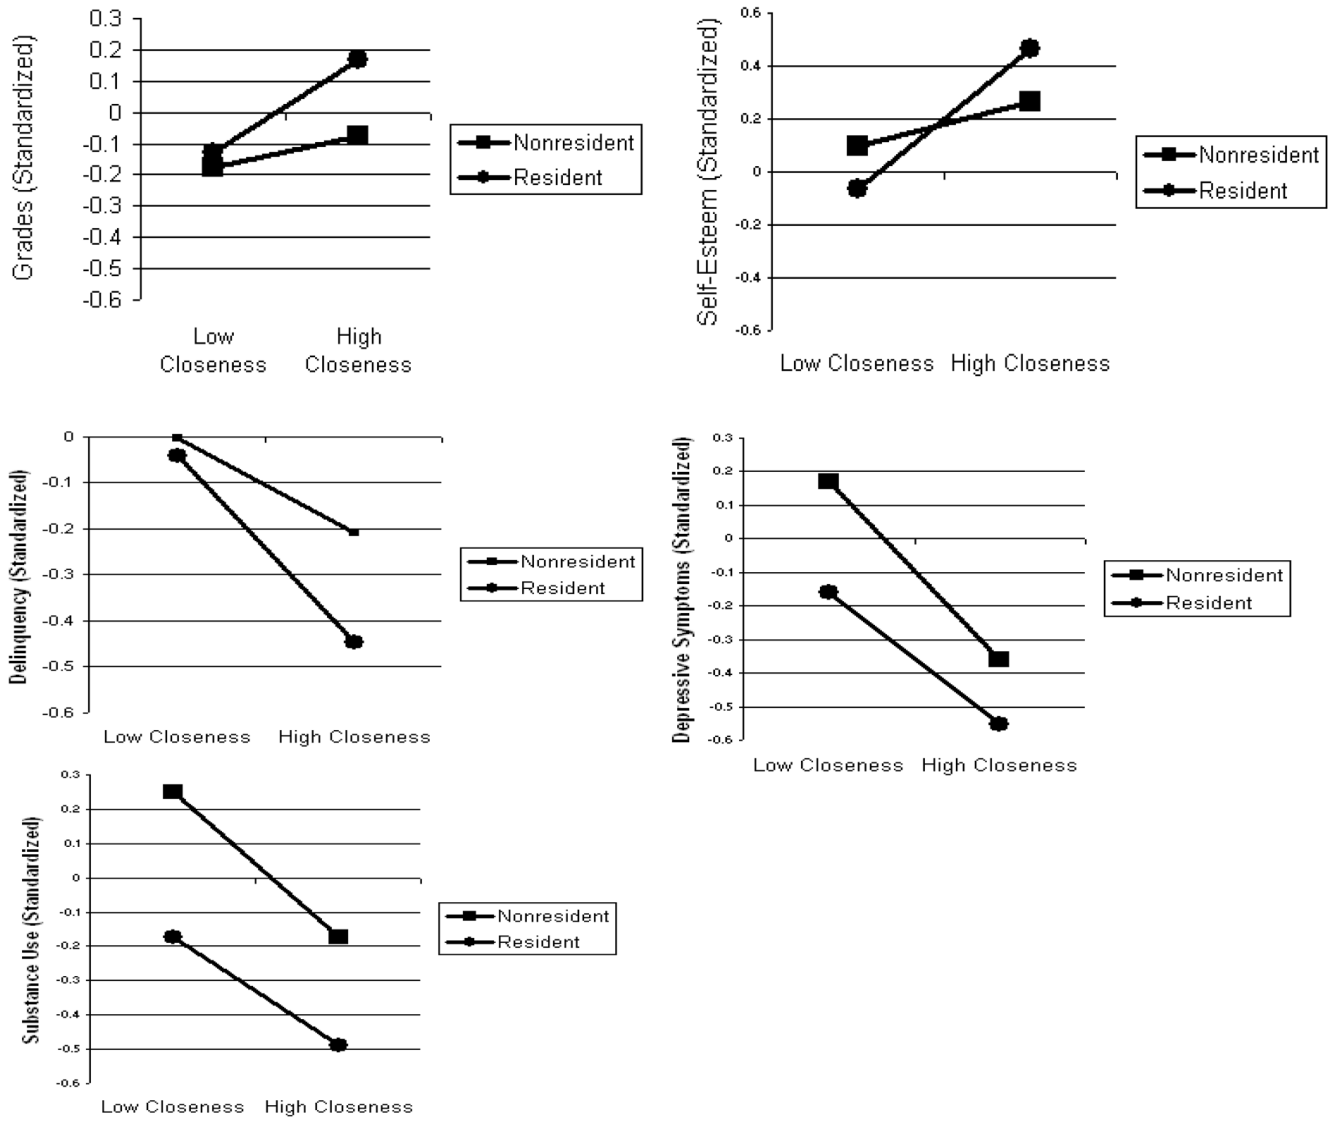 Grades (Standardized)
0.3
0.2
0.1
0
-0.1
-0.2
-0.3
-0.4
-0.5
-0.6
Low
Closeness
High
Closeness
Nonresident
Resident
Self-Esteem (Standardized)
0.6
0.4
0.2
0
-0.2
-0.4
-0.6
Low Closeness
High Closeness
Nonresident
Resident
Delinquency (Standardized)
0
-0.1
-0.2
-0.3
-0.4
-0.5
-0.6
Low Closeness
High Closeness
Nonresident
Resident
Depressive Symptoms (Standardized)
0.3
0.2
0.1
0
-0.1
-0.2
-0.3
-0.4
-0.5
-0.6
Low Closeness
High Closeness
Nonresident
Resident
Substance Use (Standardized)
0.3
0.2
0.1
0
-0.1
-0.2
-0.3
-0.4
-0.5
-0.6
Low Closeness
High Closeness
Nonresident
Resident